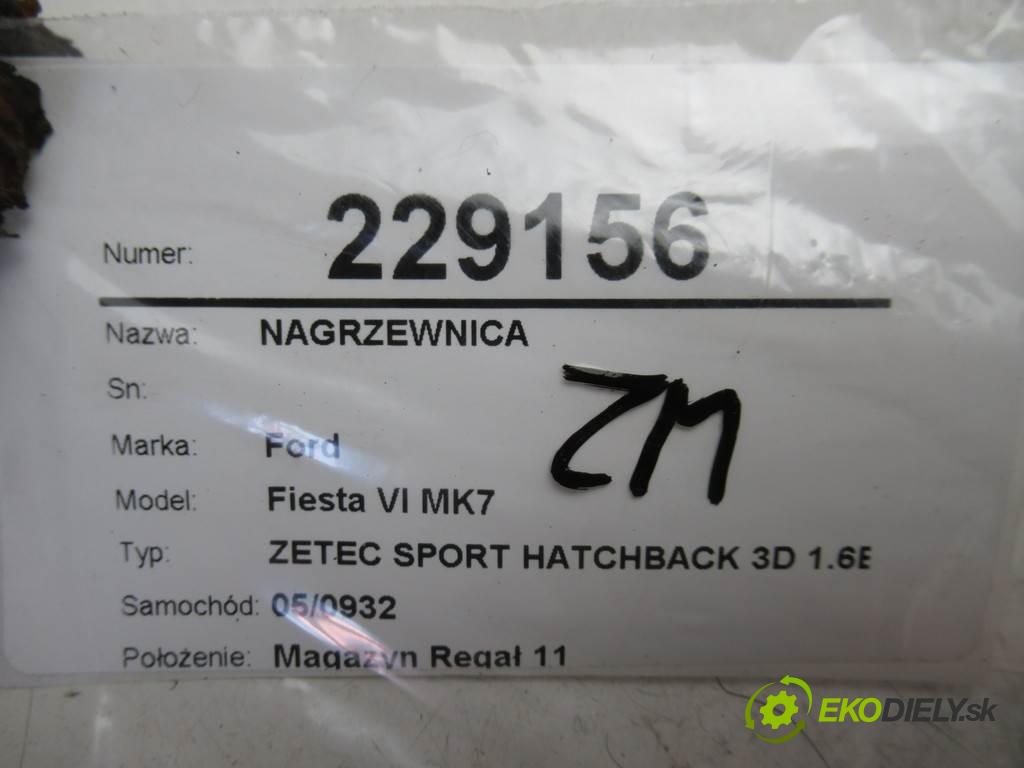 Numer: 229156
Nazwa: NAGRZEWNICA
Sn:
ZM
Marka: Ford
Model: Fiesta VI MK7
Typ: ZETEC SPORT HATCHBACK 3D 1.6B
Samochód: 05/0932
Położenie: Magazyn Regał 11
EKODIELY.sk